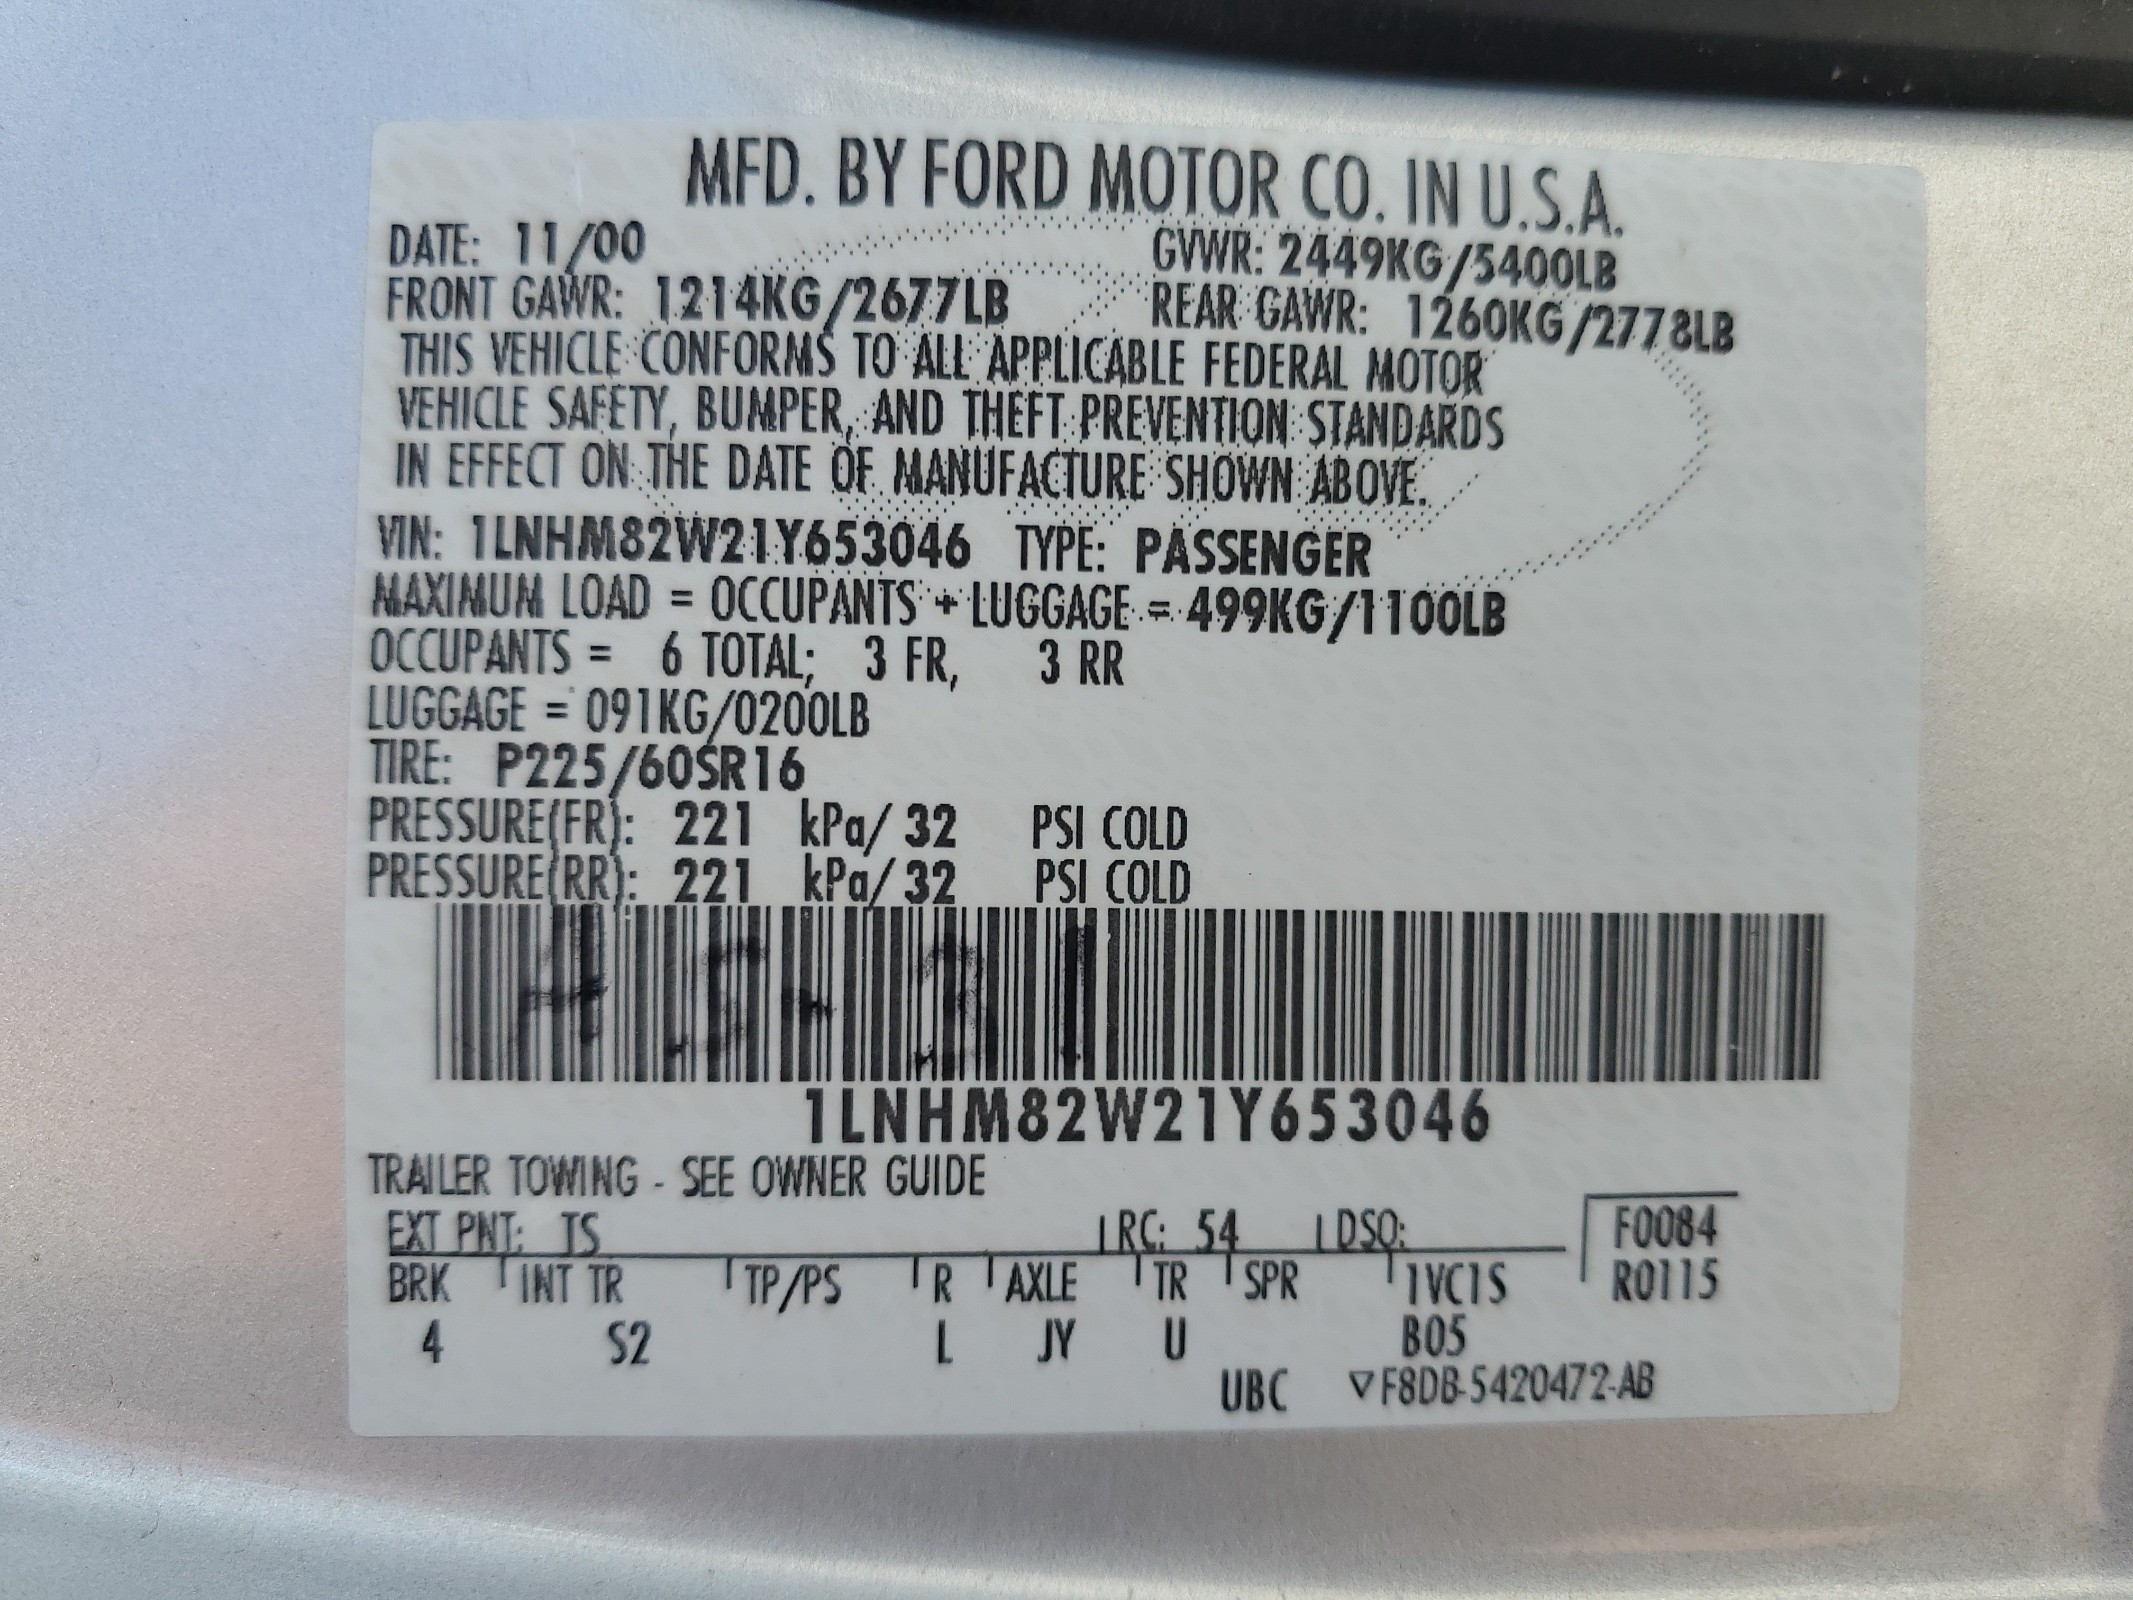 MFD. BY FORD MOTOR CO. IN U.S.A.
DATE: 11/00 GVWR: 2449KG/5400LB
FRONT GAWR: 1214KG/2677LB REAR GAWR: 1260KG/2778LB
THIS VEHICLE CONFORMS TO ALL APPLICABLE FEDERAL MOTOR
VEHICLE SAFETY, BUMPER, AND THEFT PREVENTION STANDARDS
IN EFFECT ON THE DATE OF MANUFACTURE SHOWN ABOVE.
VIN: 1LNHM82W21Y653046 TYPE: PASSENGER
MAXIMUM LOAD = OCCUPANTS + LUGGAGE = 499KG/1100LB
OCCUPANTS = 6 TOTAL; 3 FR, 3 RR
LUGGAGE = 091KG/0200LB
TIRE: P225/60SR16
PRESSURE(FR): 221 kPa/ 32 PSI COLD
PRESSURE(RR): 221 kPa/ 32 PSI COLD
1LNHM82W21Y653046
TRAILER TOWING - SEE OWNER GUIDE
EXT PNT: TS RC: 54 DSO: F0084
BRK INT TR TP/PS R AXLE TR SPR 1VC1S R0115
4 S2 L JY U B05
UBC ▽F8DB-5420472-AB